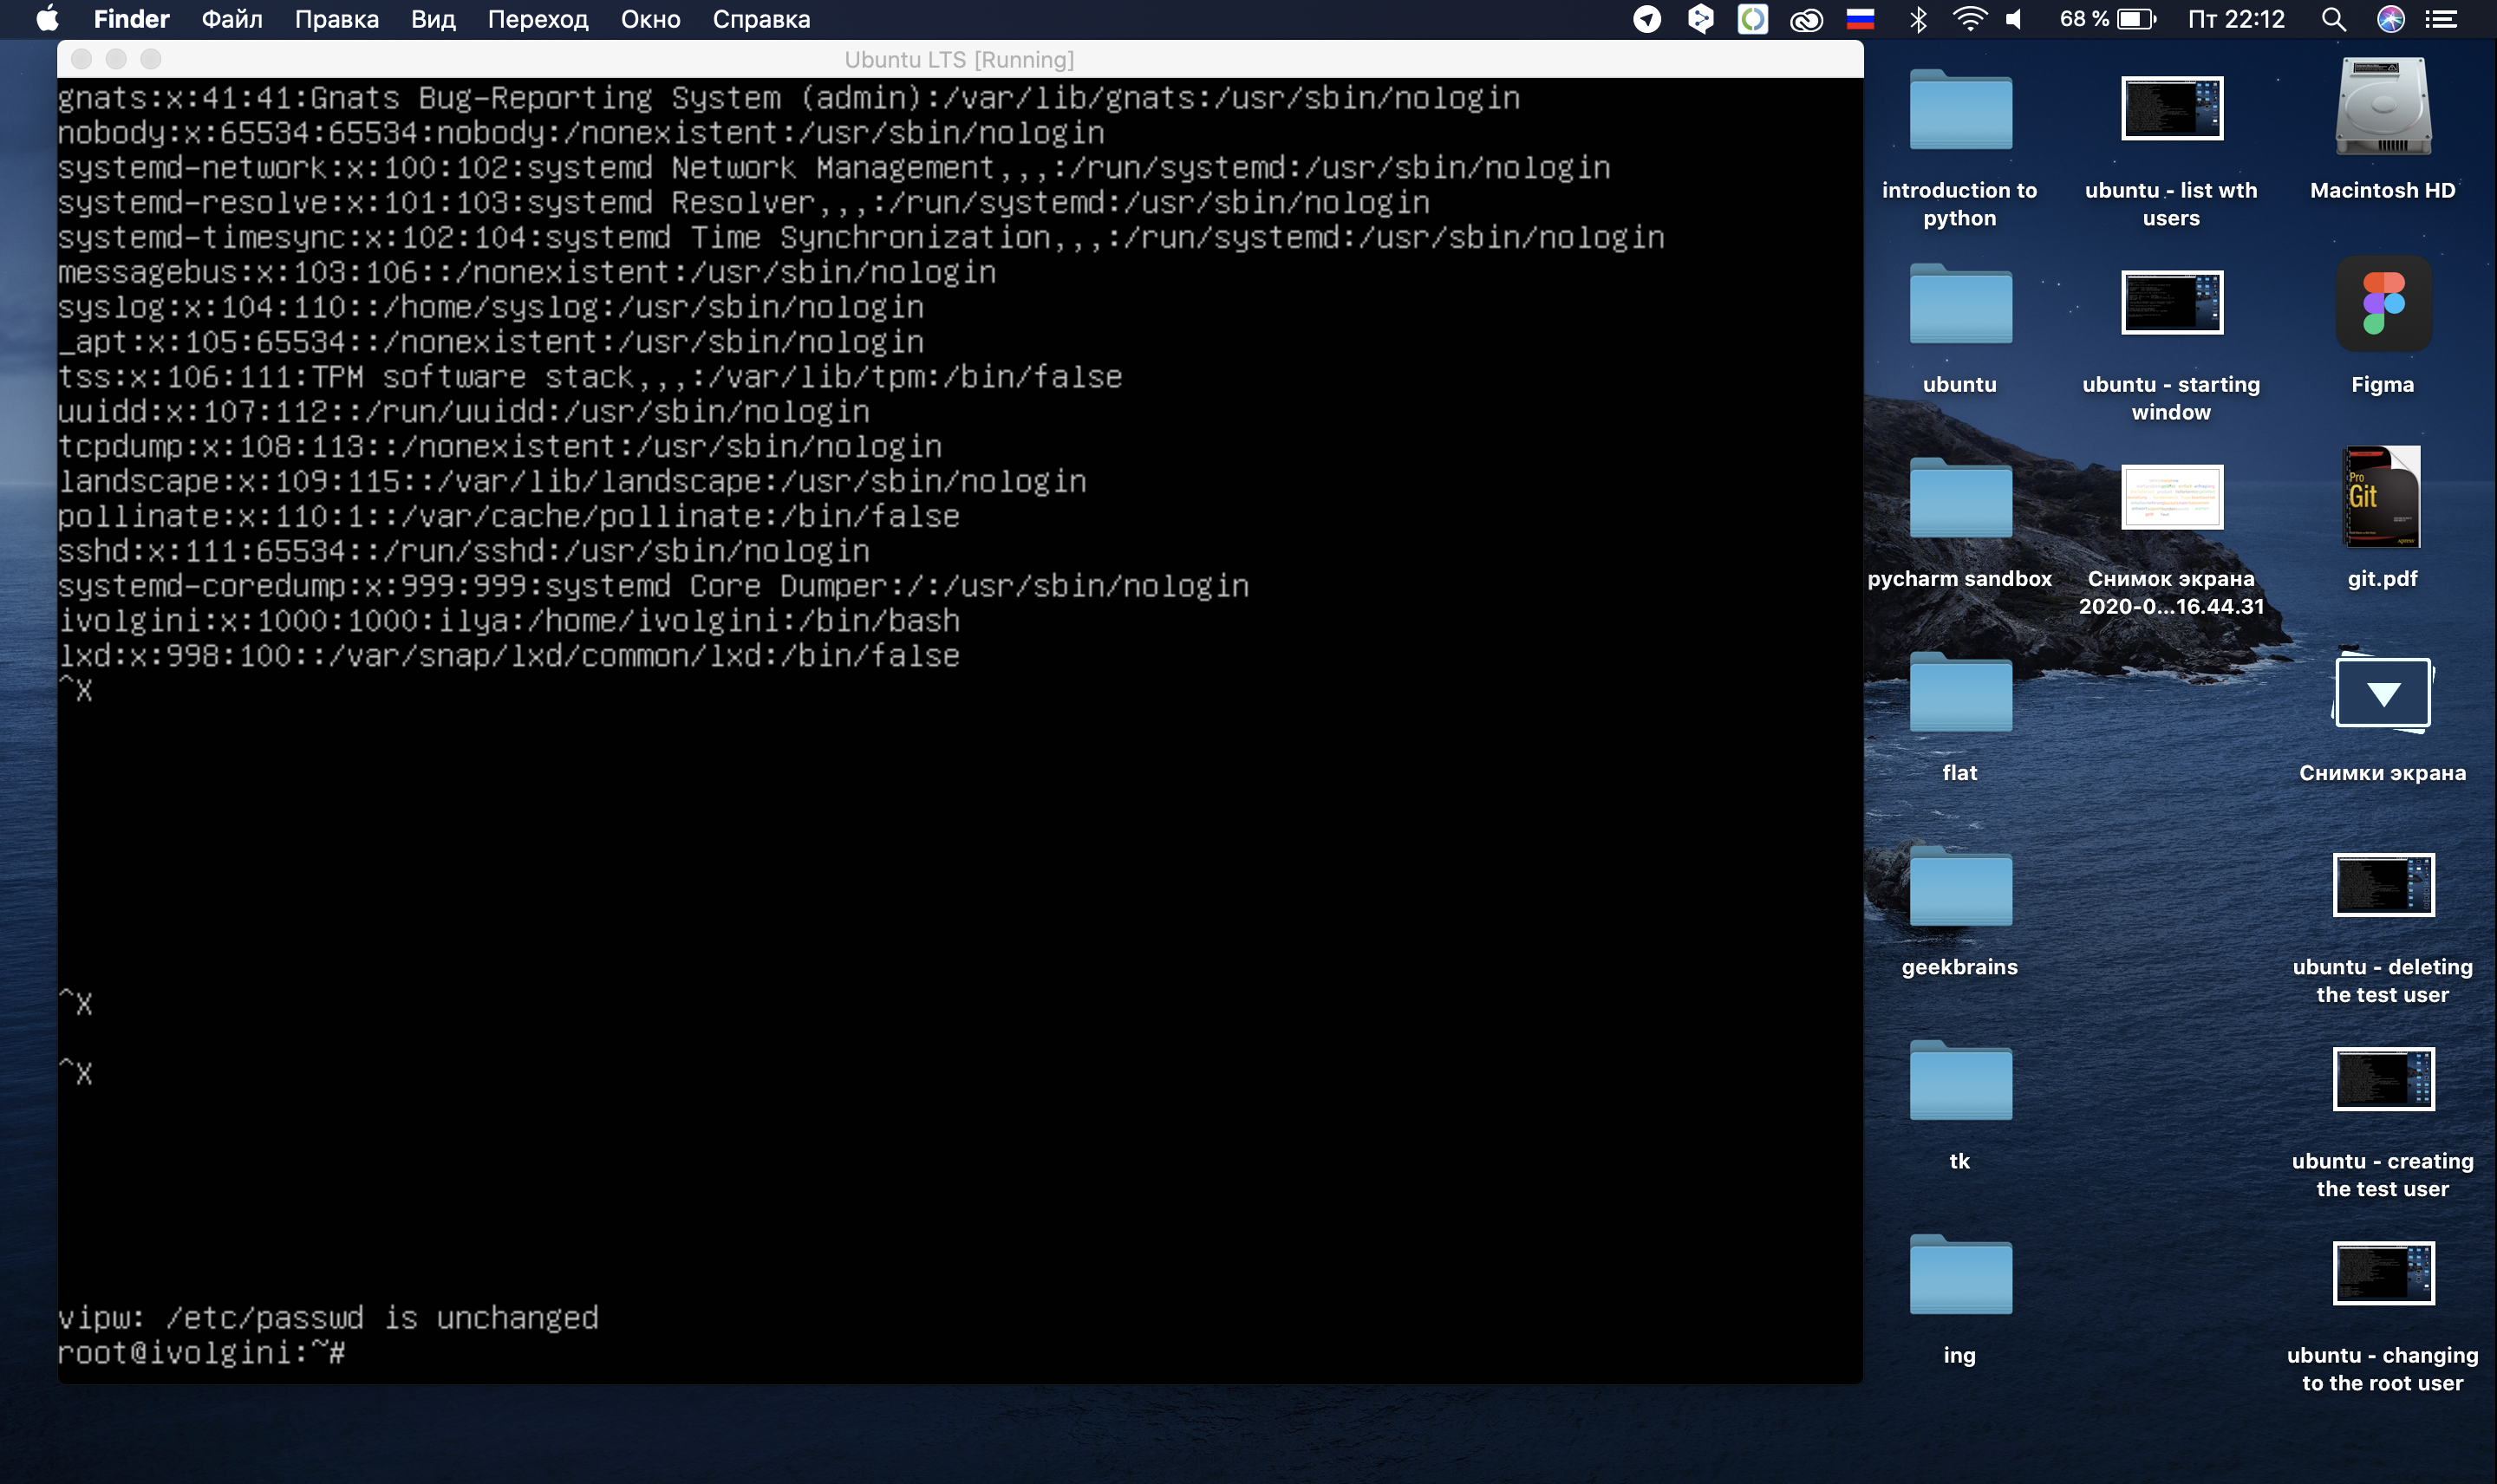 Finder Файл Правка Вид Переход Окно Справка 68 % Пт 22:12
Ubuntu LTS [Running]
gnats:x:41:41:Gnats Bug-Reporting System (admin):/var/lib/gnats:/usr/sbin/nologin
nobody:x:65534:65534:nobody:/nonexistent:/usr/sbin/nologin
systemd-network:x:100:102:systemd Network Management,,,:/run/systemd:/usr/sbin/nologin
systemd-resolve:x:101:103:systemd Resolver,,,:/run/systemd:/usr/sbin/nologin
systemd-timesync:x:102:104:systemd Time Synchronization,,,:/run/systemd:/usr/sbin/nologin
messagebus:x:103:106::/nonexistent:/usr/sbin/nologin
syslog:x:104:110::/home/syslog:/usr/sbin/nologin
_apt:x:105:65534::/nonexistent:/usr/sbin/nologin
tss:x:106:111:TPM software stack,,,:/var/lib/tpm:/bin/false
uuidd:x:107:112::/run/uuidd:/usr/sbin/nologin
tcpdump:x:108:113::/nonexistent:/usr/sbin/nologin
landscape:x:109:115::/var/lib/landscape:/usr/sbin/nologin
pollinate:x:110:1::/var/cache/pollinate:/bin/false
sshd:x:111:65534::/run/sshd:/usr/sbin/nologin
systemd-coredump:x:999:999:systemd Core Dumper:/:/usr/sbin/nologin
ivolgini:x:1000:1000:ilya:/home/ivolgini:/bin/bash
lxd:x:998:100::/var/snap/lxd/common/lxd:/bin/false
^X
^X
^X
vipw: /etc/passwd is unchanged
root@ivolgini:~#
introduction to
python
ubuntu
pycharm sandbox
flat
geekbrains
tk
ing
ubuntu - list wth
users
ubuntu - starting
window
Снимок экрана
2020-0...16.44.31
Macintosh HD
Figma
Pro
Git
git.pdf
Снимки экрана
ubuntu - deleting
the test user
ubuntu - creating
the test user
ubuntu - changing
to the root user